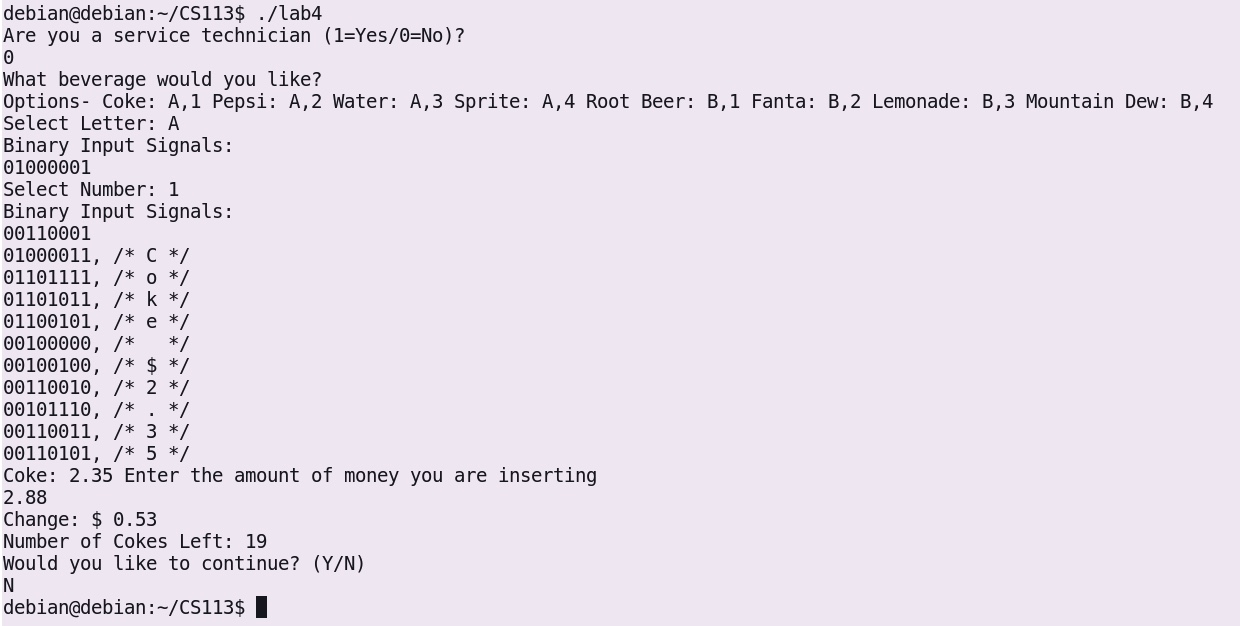 debian@debian:~/CS113$ ./lab4
Are you a service technician (1=Yes/0=No)?
0
What beverage would you like?
Options- Coke: A,1 Pepsi: A,2 Water: A,3 Sprite: A,4 Root Beer: B,1 Fanta: B,2 Lemonade: B,3 Mountain Dew: B,4
Select Letter: A
Binary Input Signals:
01000001
Select Number: 1
Binary Input Signals:
00110001
01000011, /* C */
01101111, /* o */
01101011, /* k */
01100101, /* e */
00100000, /*   */
00100100, /* $ */
00110010, /* 2 */
00101110, /* . */
00110011, /* 3 */
00110101, /* 5 */
Coke: 2.35 Enter the amount of money you are inserting
2.88
Change: $ 0.53
Number of Cokes Left: 19
Would you like to continue? (Y/N)
N
debian@debian:~/CS113$